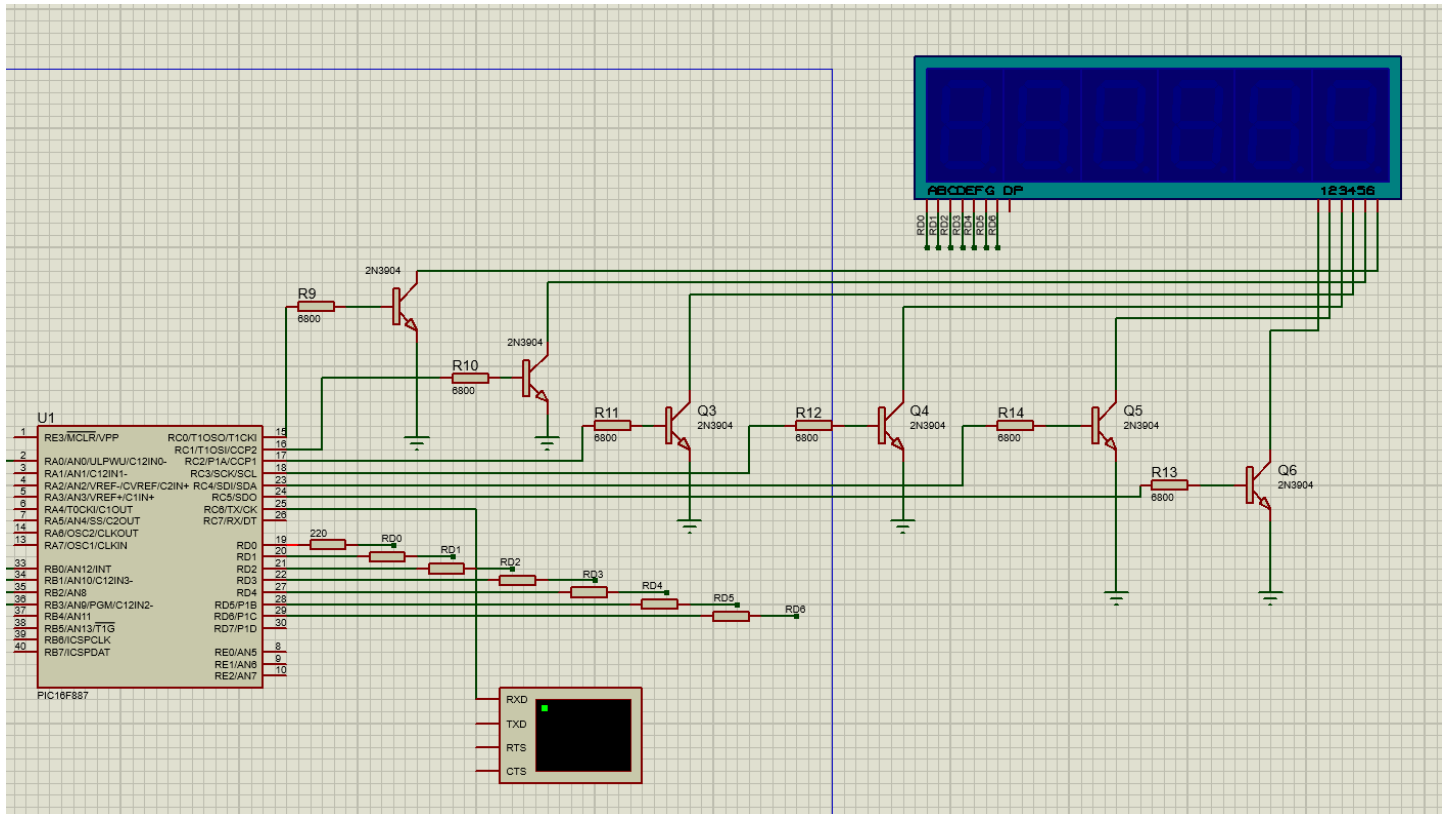 ABCDEFG DP
123456
RD0
RD1
RD2
RD3
RD4
RD5
RD6
2N3904
R9
6800
2N3904
R10
6800
R11
6800
Q3
2N3904
R12
6800
Q4
2N3904
R14
6800
Q5
2N3904
R13
6800
Q6
2N3904
U1
1 RE3/MCLR/VPP RC0/T1OSO/T1CKI 15
RC1/T1OSI/CCP2 16
2 RA0/AN0/ULPWU/C12IN0- RC2/P1A/CCP1 17
3 RA1/AN1/C12IN1- RC3/SCK/SCL 18
4 RA2/AN2/VREF-/CVREF/C2IN+ RC4/SDI/SDA 23
5 RA3/AN3/VREF+/C1IN+ RC5/SDO 24
6 RA4/T0CKI/C1OUT RC6/TX/CK 25
7 RA5/AN4/SS/C2OUT RC7/RX/DT 26
14 RA6/OSC2/CLKOUT
13 RA7/OSC1/CLKIN RD0 19
RD1 20
33 RB0/AN12/INT RD2 21
34 RB1/AN10/C12IN3- RD3 22
35 RB2/AN8 RD4 27
36 RB3/AN9/PGM/C12IN2- RD5/P1B 28
37 RB4/AN11 RD6/P1C 29
38 RB5/AN13/T1G RD7/P1D 30
39 RB6/ICSPCLK
40 RB7/ICSPDAT RE0/AN5 8
RE1/AN6 9
RE2/AN7 10
PIC16F887
220
RD0
RD1
RD2
RD3
RD4
RD5
RD6
RXD
TXD
RTS
CTS